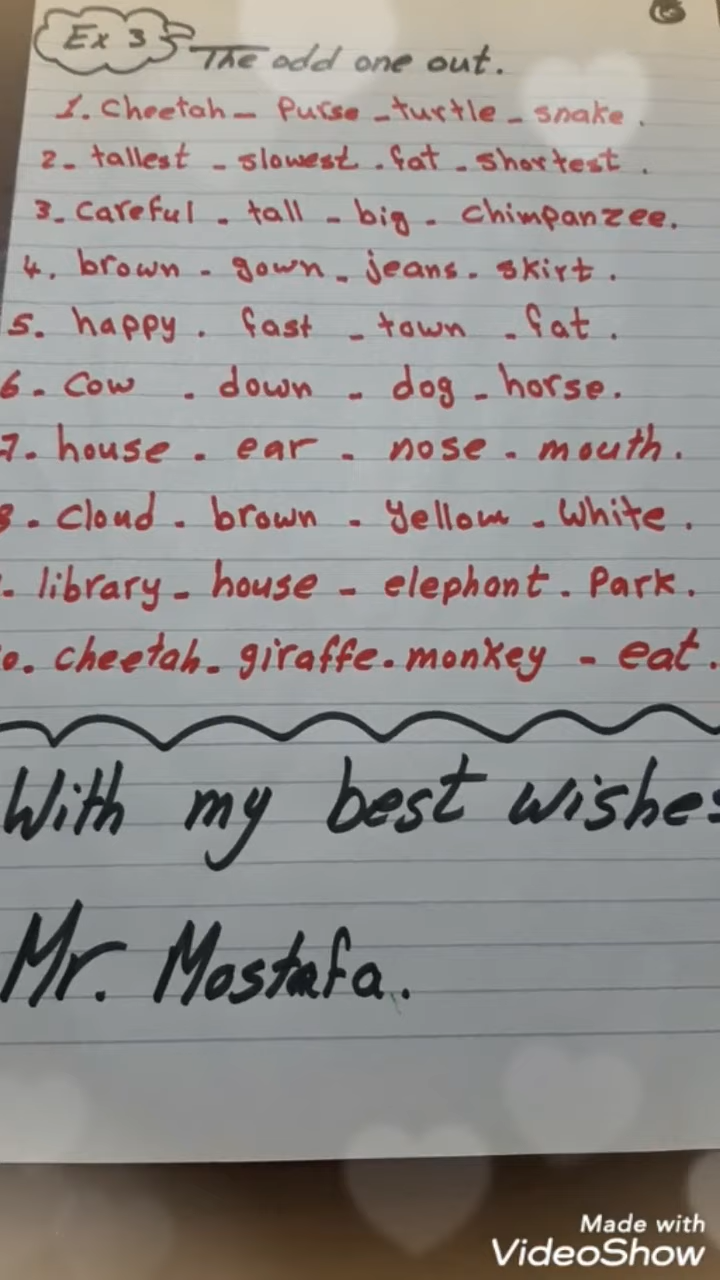 Ex 3 The odd one out.
1. Cheetah - Purse - turtle - snake.
2- tallest - slowest . fat - shortest.
3- Careful - tall - big - Chimpanzee.
4. brown - gown - jeans - skirt.
5. happy . fast - town - fat.
6- Cow . down - dog - horse.
7. house . ear - nose . mouth.
. Cloud . brown - yellow - White.
. library - house - elephant . Park.
0. cheetah - giraffe . monkey - eat.
With my best wishes
Mr. Mostafa.
Made with
VideoShow